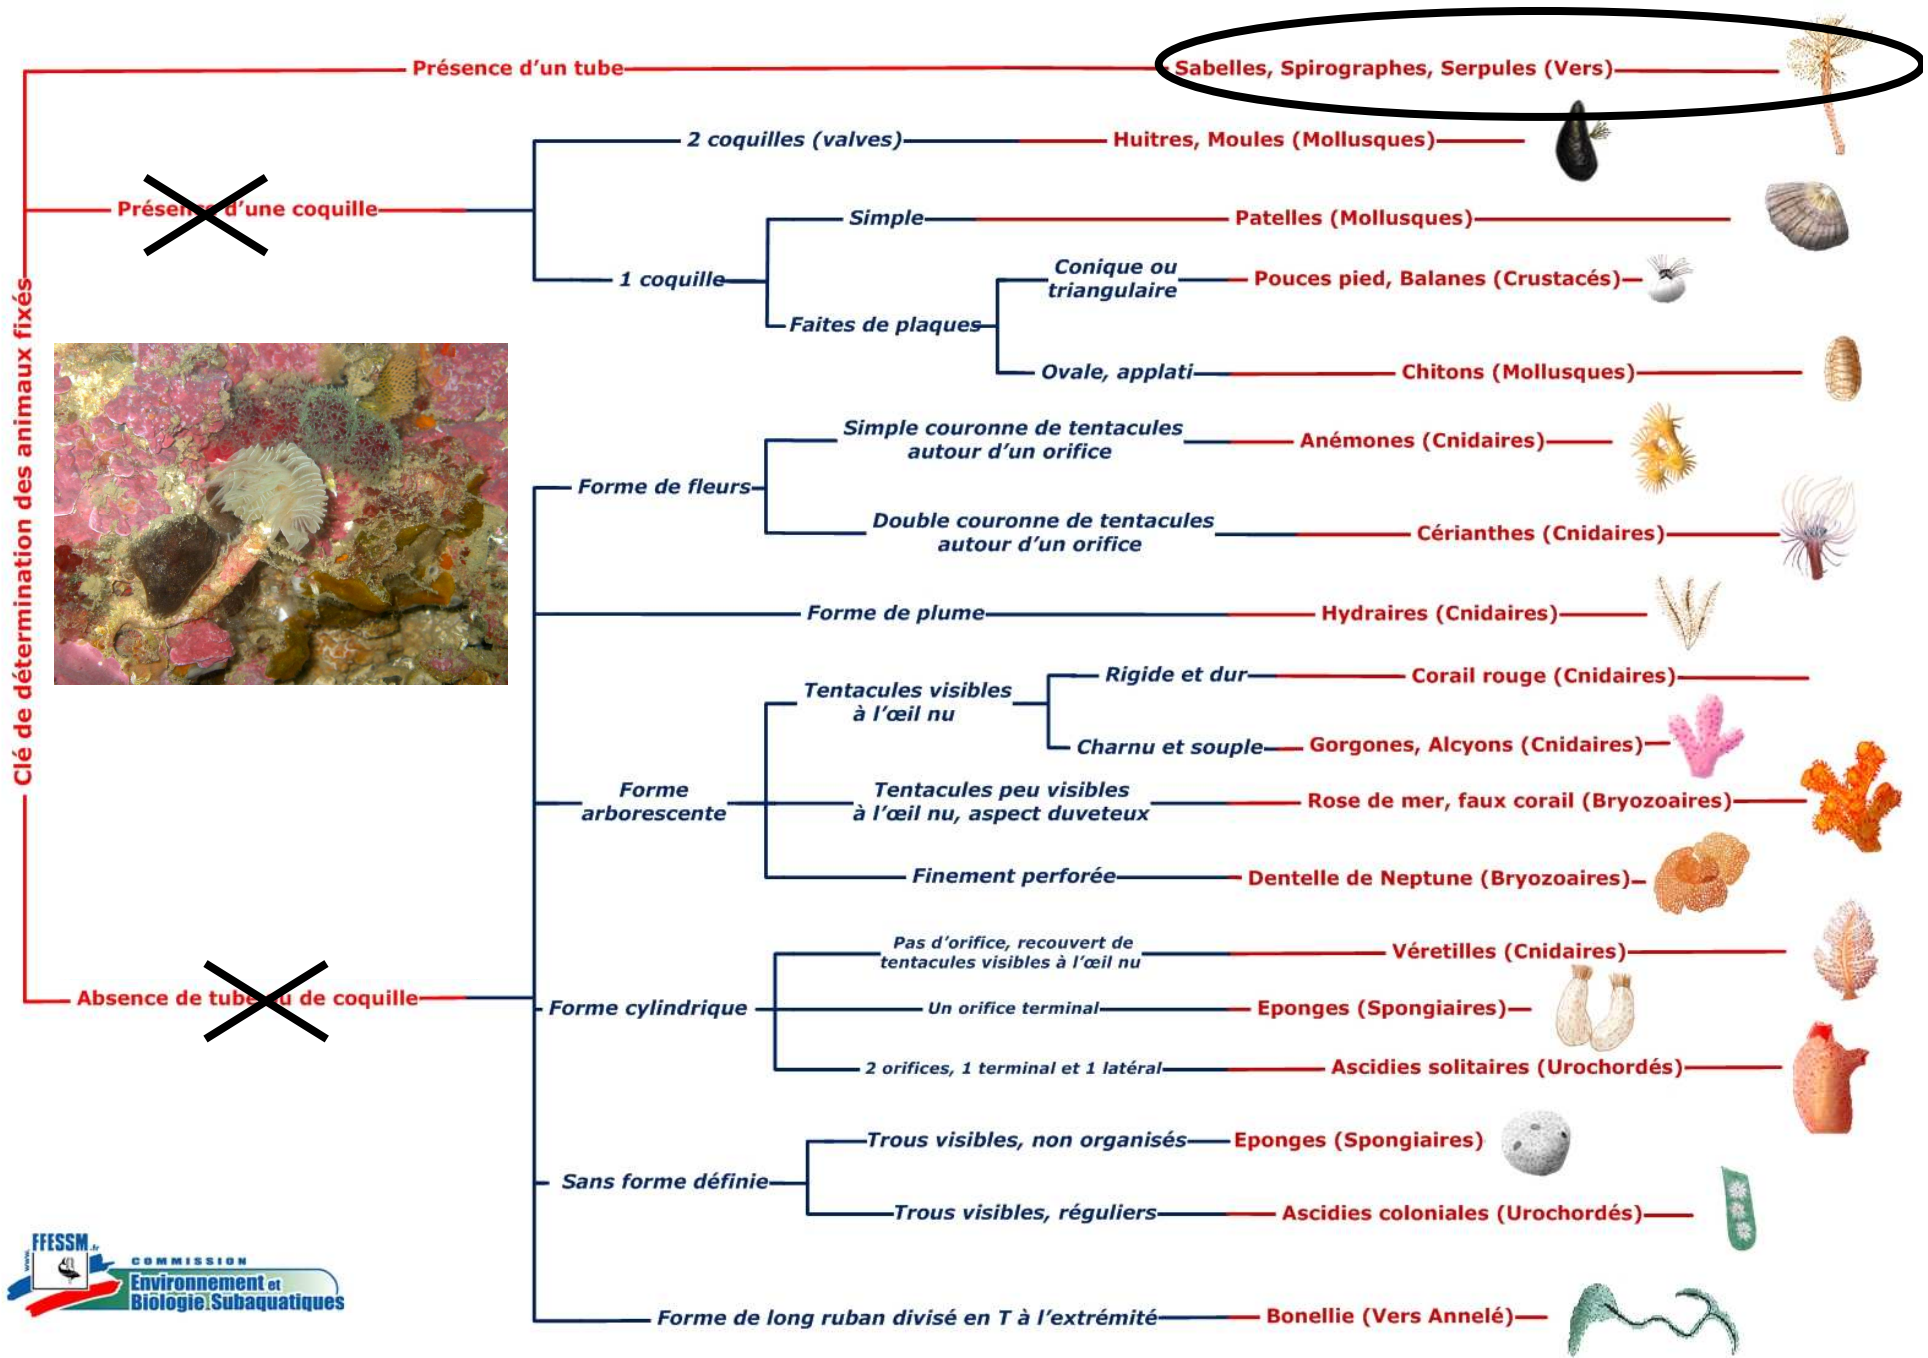 Clé de détermination des animaux fixés
Présence d'un tube
Sabelles, Spirographes, Serpules (Vers)
Présence d'une coquille
2 coquilles (valves)
Huitres, Moules (Mollusques)
1 coquille
Simple
Patelles (Mollusques)
Faites de plaques
Conique ou
triangulaire
Pouces pied, Balanes (Crustacés)
Ovale, applati
Chitons (Mollusques)
Absence de tube ou de coquille
Forme de fleurs
Simple couronne de tentacules
autour d'un orifice
Anémones (Cnidaires)
Double couronne de tentacules
autour d'un orifice
Cérianthes (Cnidaires)
Forme de plume
Hydraires (Cnidaires)
Forme
arborescente
Tentacules visibles
à l'œil nu
Rigide et dur
Corail rouge (Cnidaires)
Charnu et souple
Gorgones, Alcyons (Cnidaires)
Tentacules peu visibles
à l'œil nu, aspect duveteux
Rose de mer, faux corail (Bryozoaires)
Finement perforée
Dentelle de Neptune (Bryozoaires)
Forme cylindrique
Pas d'orifice, recouvert de
tentacules visibles à l'œil nu
Véretilles (Cnidaires)
Un orifice terminal
Eponges (Spongiaires)
2 orifices, 1 terminal et 1 latéral
Ascidies solitaires (Urochordés)
Sans forme définie
Trous visibles, non organisés
Eponges (Spongiaires)
Trous visibles, réguliers
Ascidies coloniales (Urochordés)
Forme de long ruban divisé en T à l'extrémité
Bonellie (Vers Annelé)
www.FFESSM.fr
COMMISSION
Environnement et
Biologie Subaquatiques